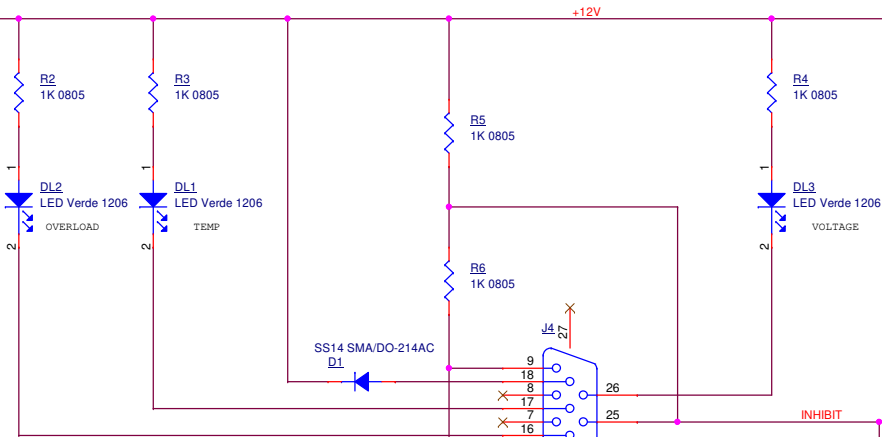 +12V
R2
1K 0805
R3
1K 0805
R4
1K 0805
R5
1K 0805
1
1
1
DL2
LED Verde 1206
OVERLOAD
DL1
LED Verde 1206
TEMP
DL3
LED Verde 1206
VOLTAGE
2
2
2
R6
1K 0805
J4
27
SS14 SMA/DO-214AC
D1
9
18
8
26
17
7
25
INHIBIT
16